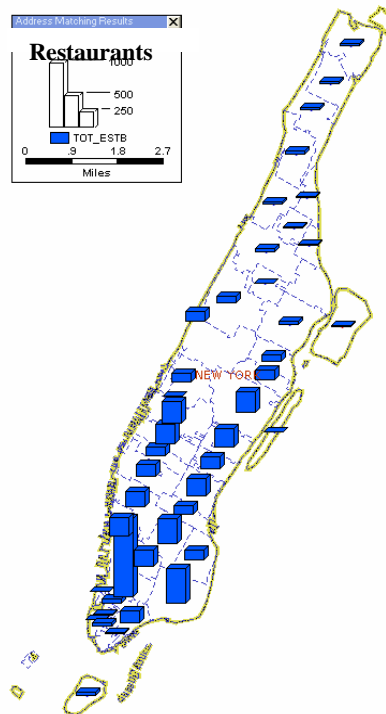 Address Matching Results
Restaurants
1000
500
250
TOT_ESTB
0 .9 1.8 2.7
Miles
NEW YORK